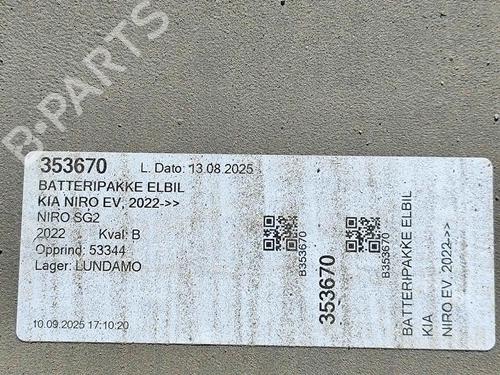 B-PARTS
353670 L. Dato: 13.08.2025
BATTERIPAKKE ELBIL
KIA NIRO EV, 2022->>
NIRO SG2
2022 Kval: B
Opprind: 53344
Lager: LUNDAMO
10.09.2025 17:10:20
B353670
353670
B353670
BATTERIPAKKE ELBIL
KIA
NIRO EV, 2022->>